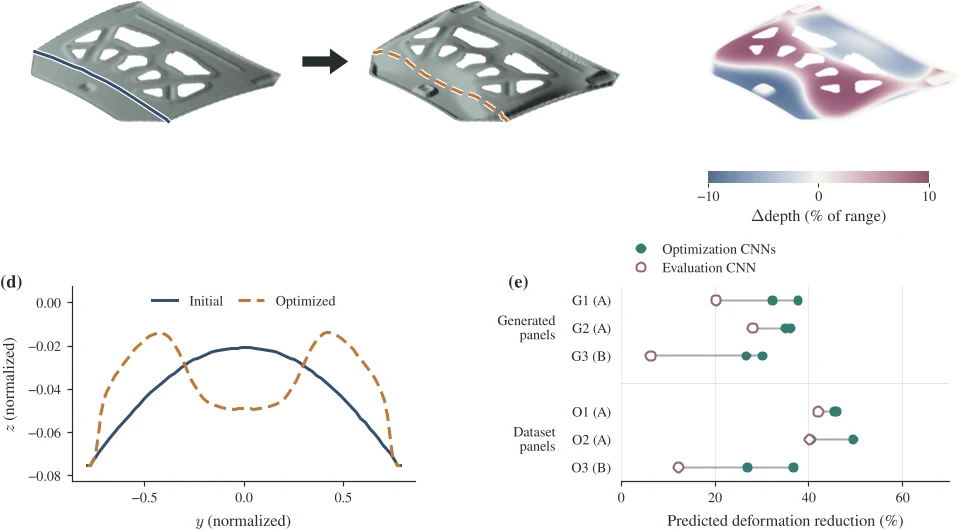 −10
0
10
Δdepth (% of range)
(d)
Initial
Optimized
0.00
−0.02
−0.04
−0.06
−0.08
z (normalized)
−0.5
0.0
0.5
y (normalized)
(e)
Optimization CNNs
Evaluation CNN
Generated
panels
G1 (A)
G2 (A)
G3 (B)
Dataset
panels
O1 (A)
O2 (A)
O3 (B)
0
20
40
60
Predicted deformation reduction (%)